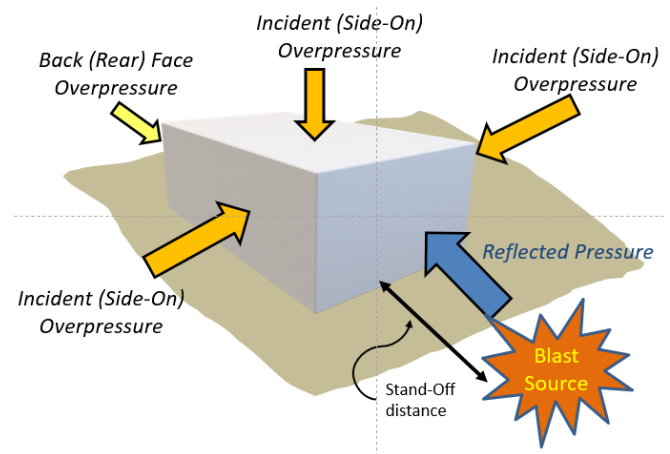 Incident (Side-On)
Overpressure
Back (Rear) Face
Overpressure
Incident (Side-On)
Overpressure
Reflected Pressure
Incident (Side-On)
Overpressure
Blast
Source
Stand-Off
distance